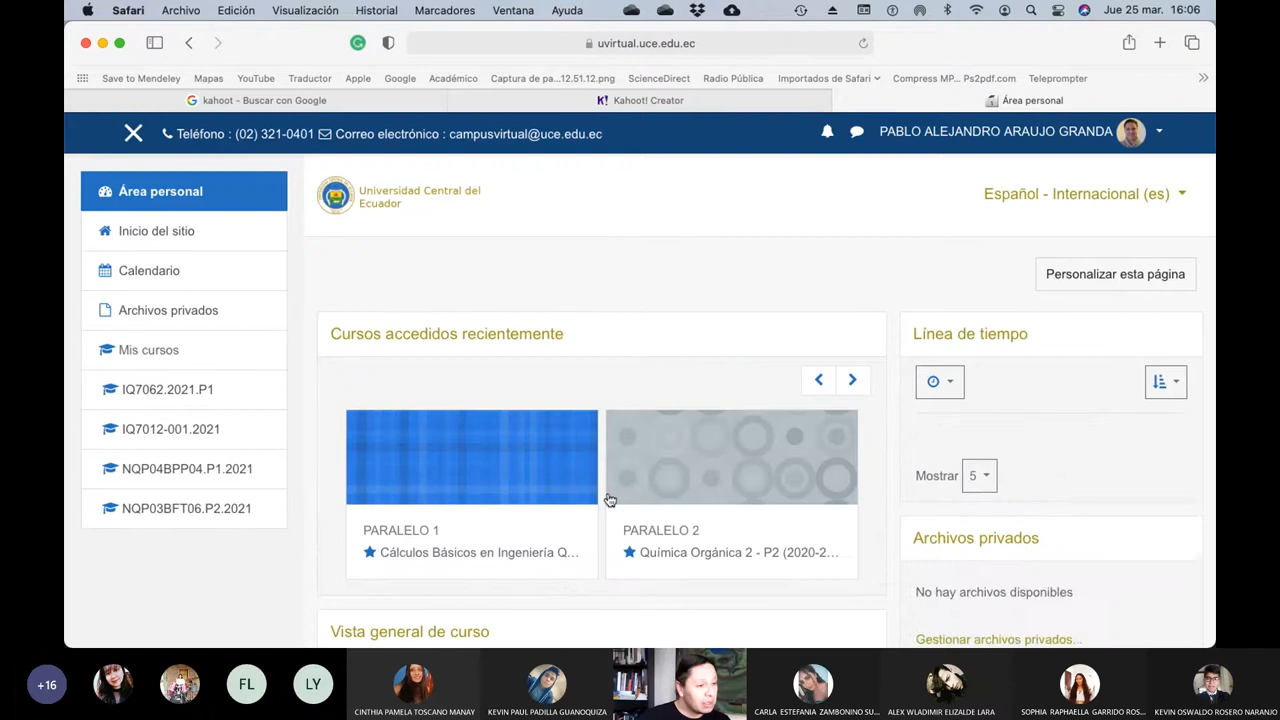 Safari Archivo Edición Visualización Historial Marcadores Ventana Ayuda Jue 25 mar. 16:06
uvirtual.uce.edu.ec
Save to Mendeley Mapas YouTube Traductor Apple Google Académico Captura de pa...12.51.12.png ScienceDirect Radio Pública Importados de Safari Compress MP... Ps2pdf.com Teleprompter
kahoot - Buscar con Google K! Kahoot! Creator Área personal
Teléfono : (02) 321-0401 Correo electrónico : campusvirtual@uce.edu.ec PABLO ALEJANDRO ARAUJO GRANDA
Área personal
Inicio del sitio
Calendario
Archivos privados
Mis cursos
IQ7062.2021.P1
IQ7012-001.2021
NQP04BPP04.P1.2021
NQP03BFT06.P2.2021
Universidad Central del
Ecuador
Español - Internacional (es)
Personalizar esta página
Cursos accedidos recientemente
PARALELO 1
Cálculos Básicos en Ingeniería Q...
PARALELO 2
Química Orgánica 2 - P2 (2020-2...
Vista general de curso
Línea de tiempo
Mostrar 5
Archivos privados
No hay archivos disponibles
Gestionar archivos privados...
+16 FL LY
CINTHIA PAMELA TOSCANO MANAY KEVIN PAUL PADILLA GUANOQUIZA CARLA ESTEFANIA ZAMBONINO SU... ALEX WLADIMIR ELIZALDE LARA SOPHIA RAPHAELLA GARRIDO ROS... KEVIN OSWALDO ROSERO NARANJO